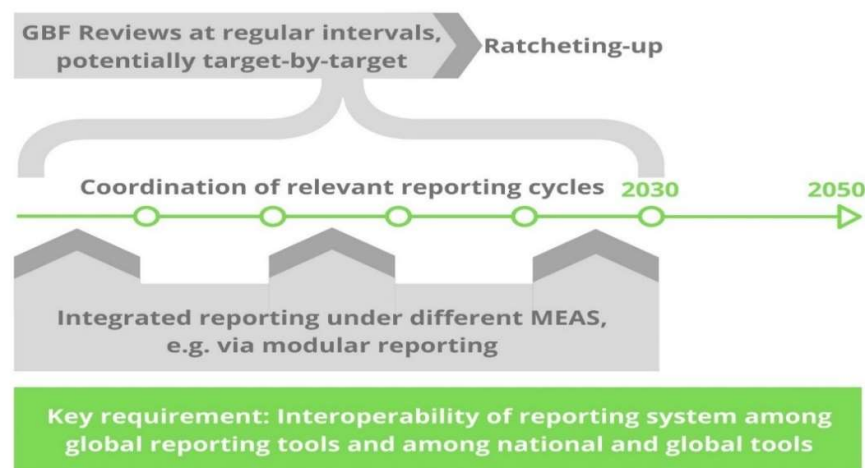 GBF Reviews at regular intervals,
potentially target-by-target
Ratcheting-up
Coordination of relevant reporting cycles
2030
2050
Integrated reporting under different MEAS,
e.g. via modular reporting
Key requirement: Interoperability of reporting system among
global reporting tools and among national and global tools